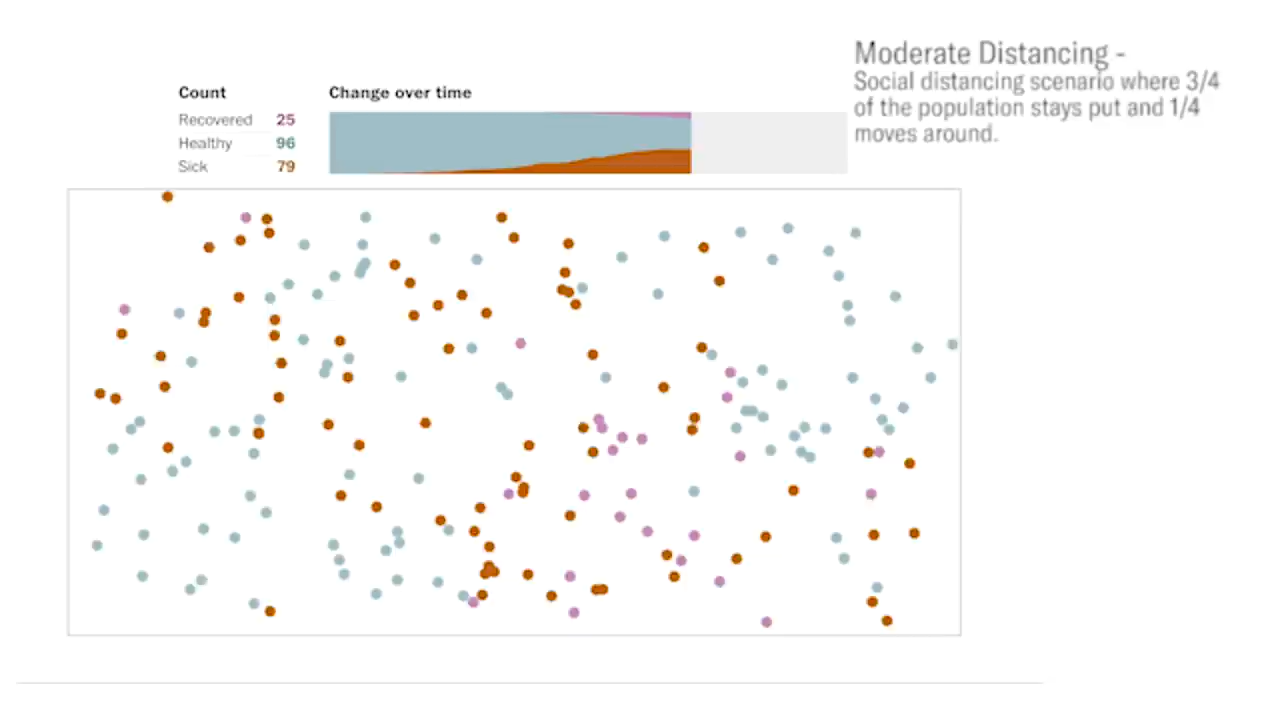 Moderate Distancing -
Social distancing scenario where 3/4
of the population stays put and 1/4
moves around.
Count
Change over time
Recovered 25
Healthy 96
Sick 79